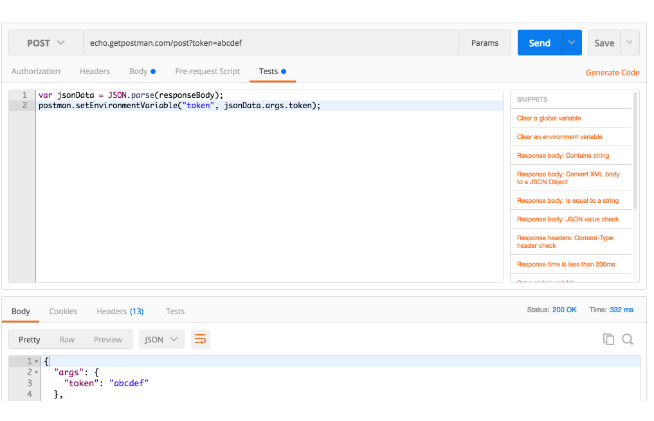 POST echo.getpostman.com/post?token=abcdef Params Send Save
Authorization Headers Body Pre-request Script Tests Generate Code
1 var jsonData = JSON.parse(responseBody);
2 postman.setEnvironmentVariable("token", jsonData.args.token);
SNIPPETS
Clear a global variable
Clear an environment variable
Response body: Contains string
Response body: Convert XML body
to a JSON Object
Response body: Is equal to a string
Response body: JSON value check
Response headers: Content-Type
header check
Response time is less than 200ms
Body Cookies Headers (13) Tests Status: 200 OK Time: 332 ms
Pretty Raw Preview JSON
1 {
2 "args": {
3 "token": "abcdef"
4 },